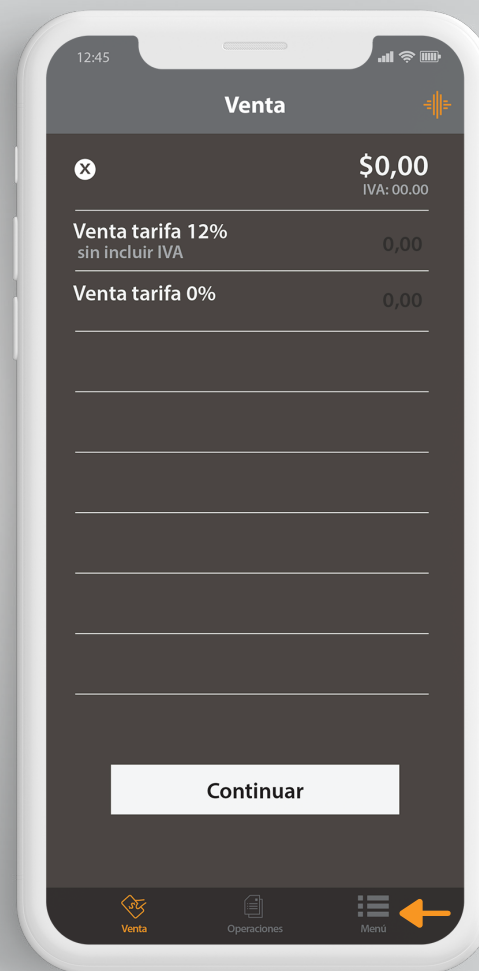 12:45
Venta
X
$0,00
IVA: 00.00
Venta tarifa 12%
sin incluir IVA
0,00
Venta tarifa 0%
0,00
Continuar
Venta
Operaciones
Menú